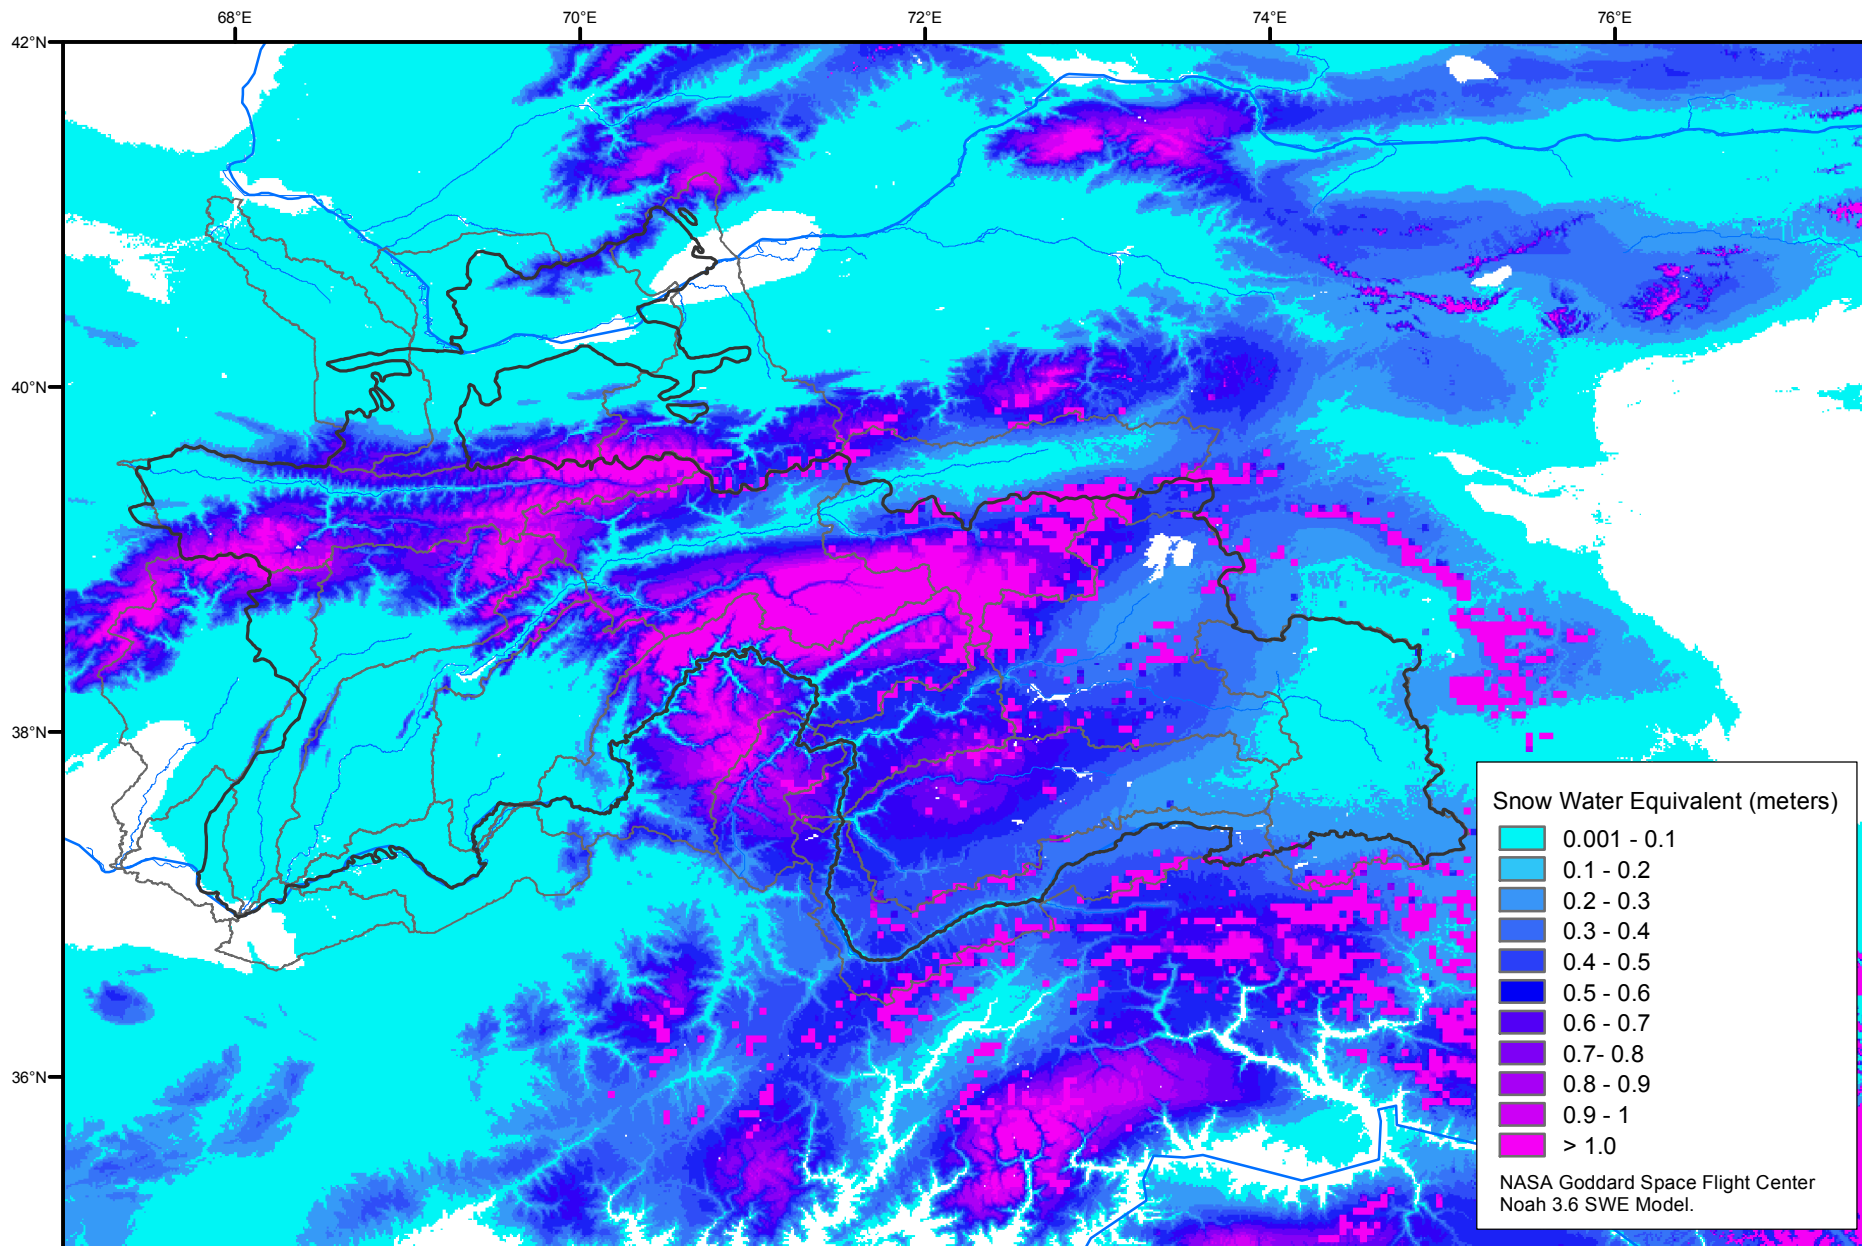 68°E
70°E
72°E
74°E
76°E
42°N
40°N
38°N
36°N
Snow Water Equivalent (meters)
0.001 - 0.1
0.1 - 0.2
0.2 - 0.3
0.3 - 0.4
0.4 - 0.5
0.5 - 0.6
0.6 - 0.7
0.7- 0.8
0.8 - 0.9
0.9 - 1
> 1.0
NASA Goddard Space Flight Center
Noah 3.6 SWE Model.